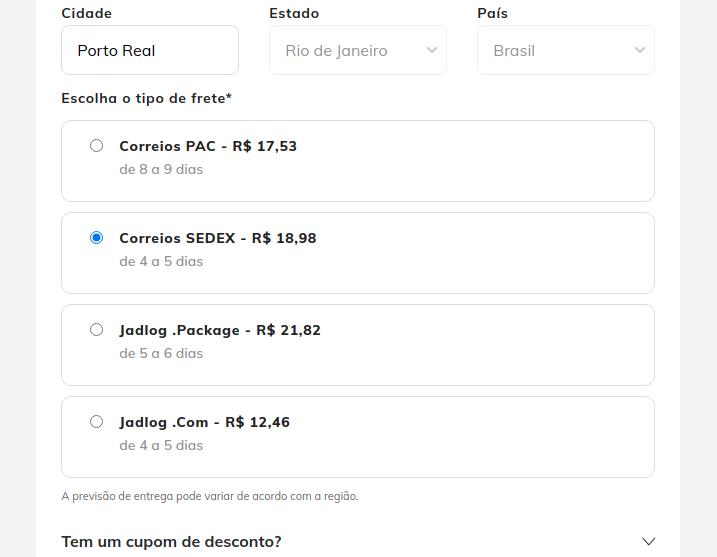 Cidade Estado País
Porto Real Rio de Janeiro Brasil
Escolha o tipo de frete*
Correios PAC - R$ 17,53
de 8 a 9 dias
Correios SEDEX - R$ 18,98
de 4 a 5 dias
Jadlog .Package - R$ 21,82
de 5 a 6 dias
Jadlog .Com - R$ 12,46
de 4 a 5 dias
A previsão de entrega pode variar de acordo com a região.
Tem um cupom de desconto?